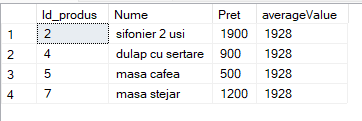 Id_produs Nume Pret averageValue
1 2 sifonier 2 usi 1900 1928
2 4 dulap cu sertare 900 1928
3 5 masa cafea 500 1928
4 7 masa stejar 1200 1928